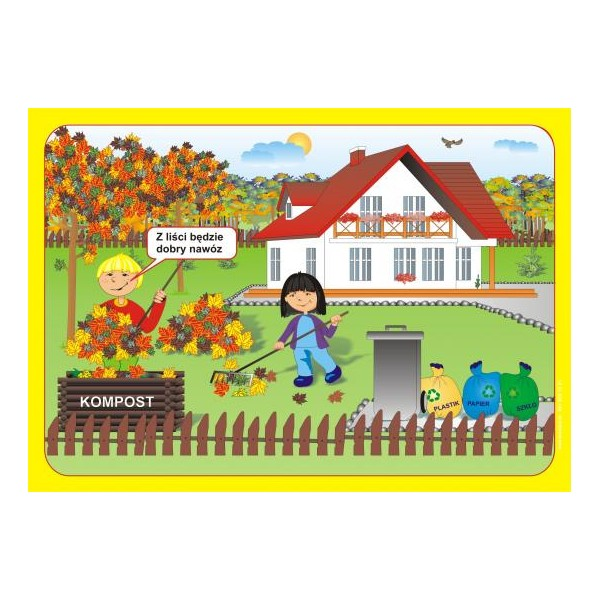 Z liści będzie
dobry nawóz
KOMPOST
PLASTIK
PAPIER
SZKŁO